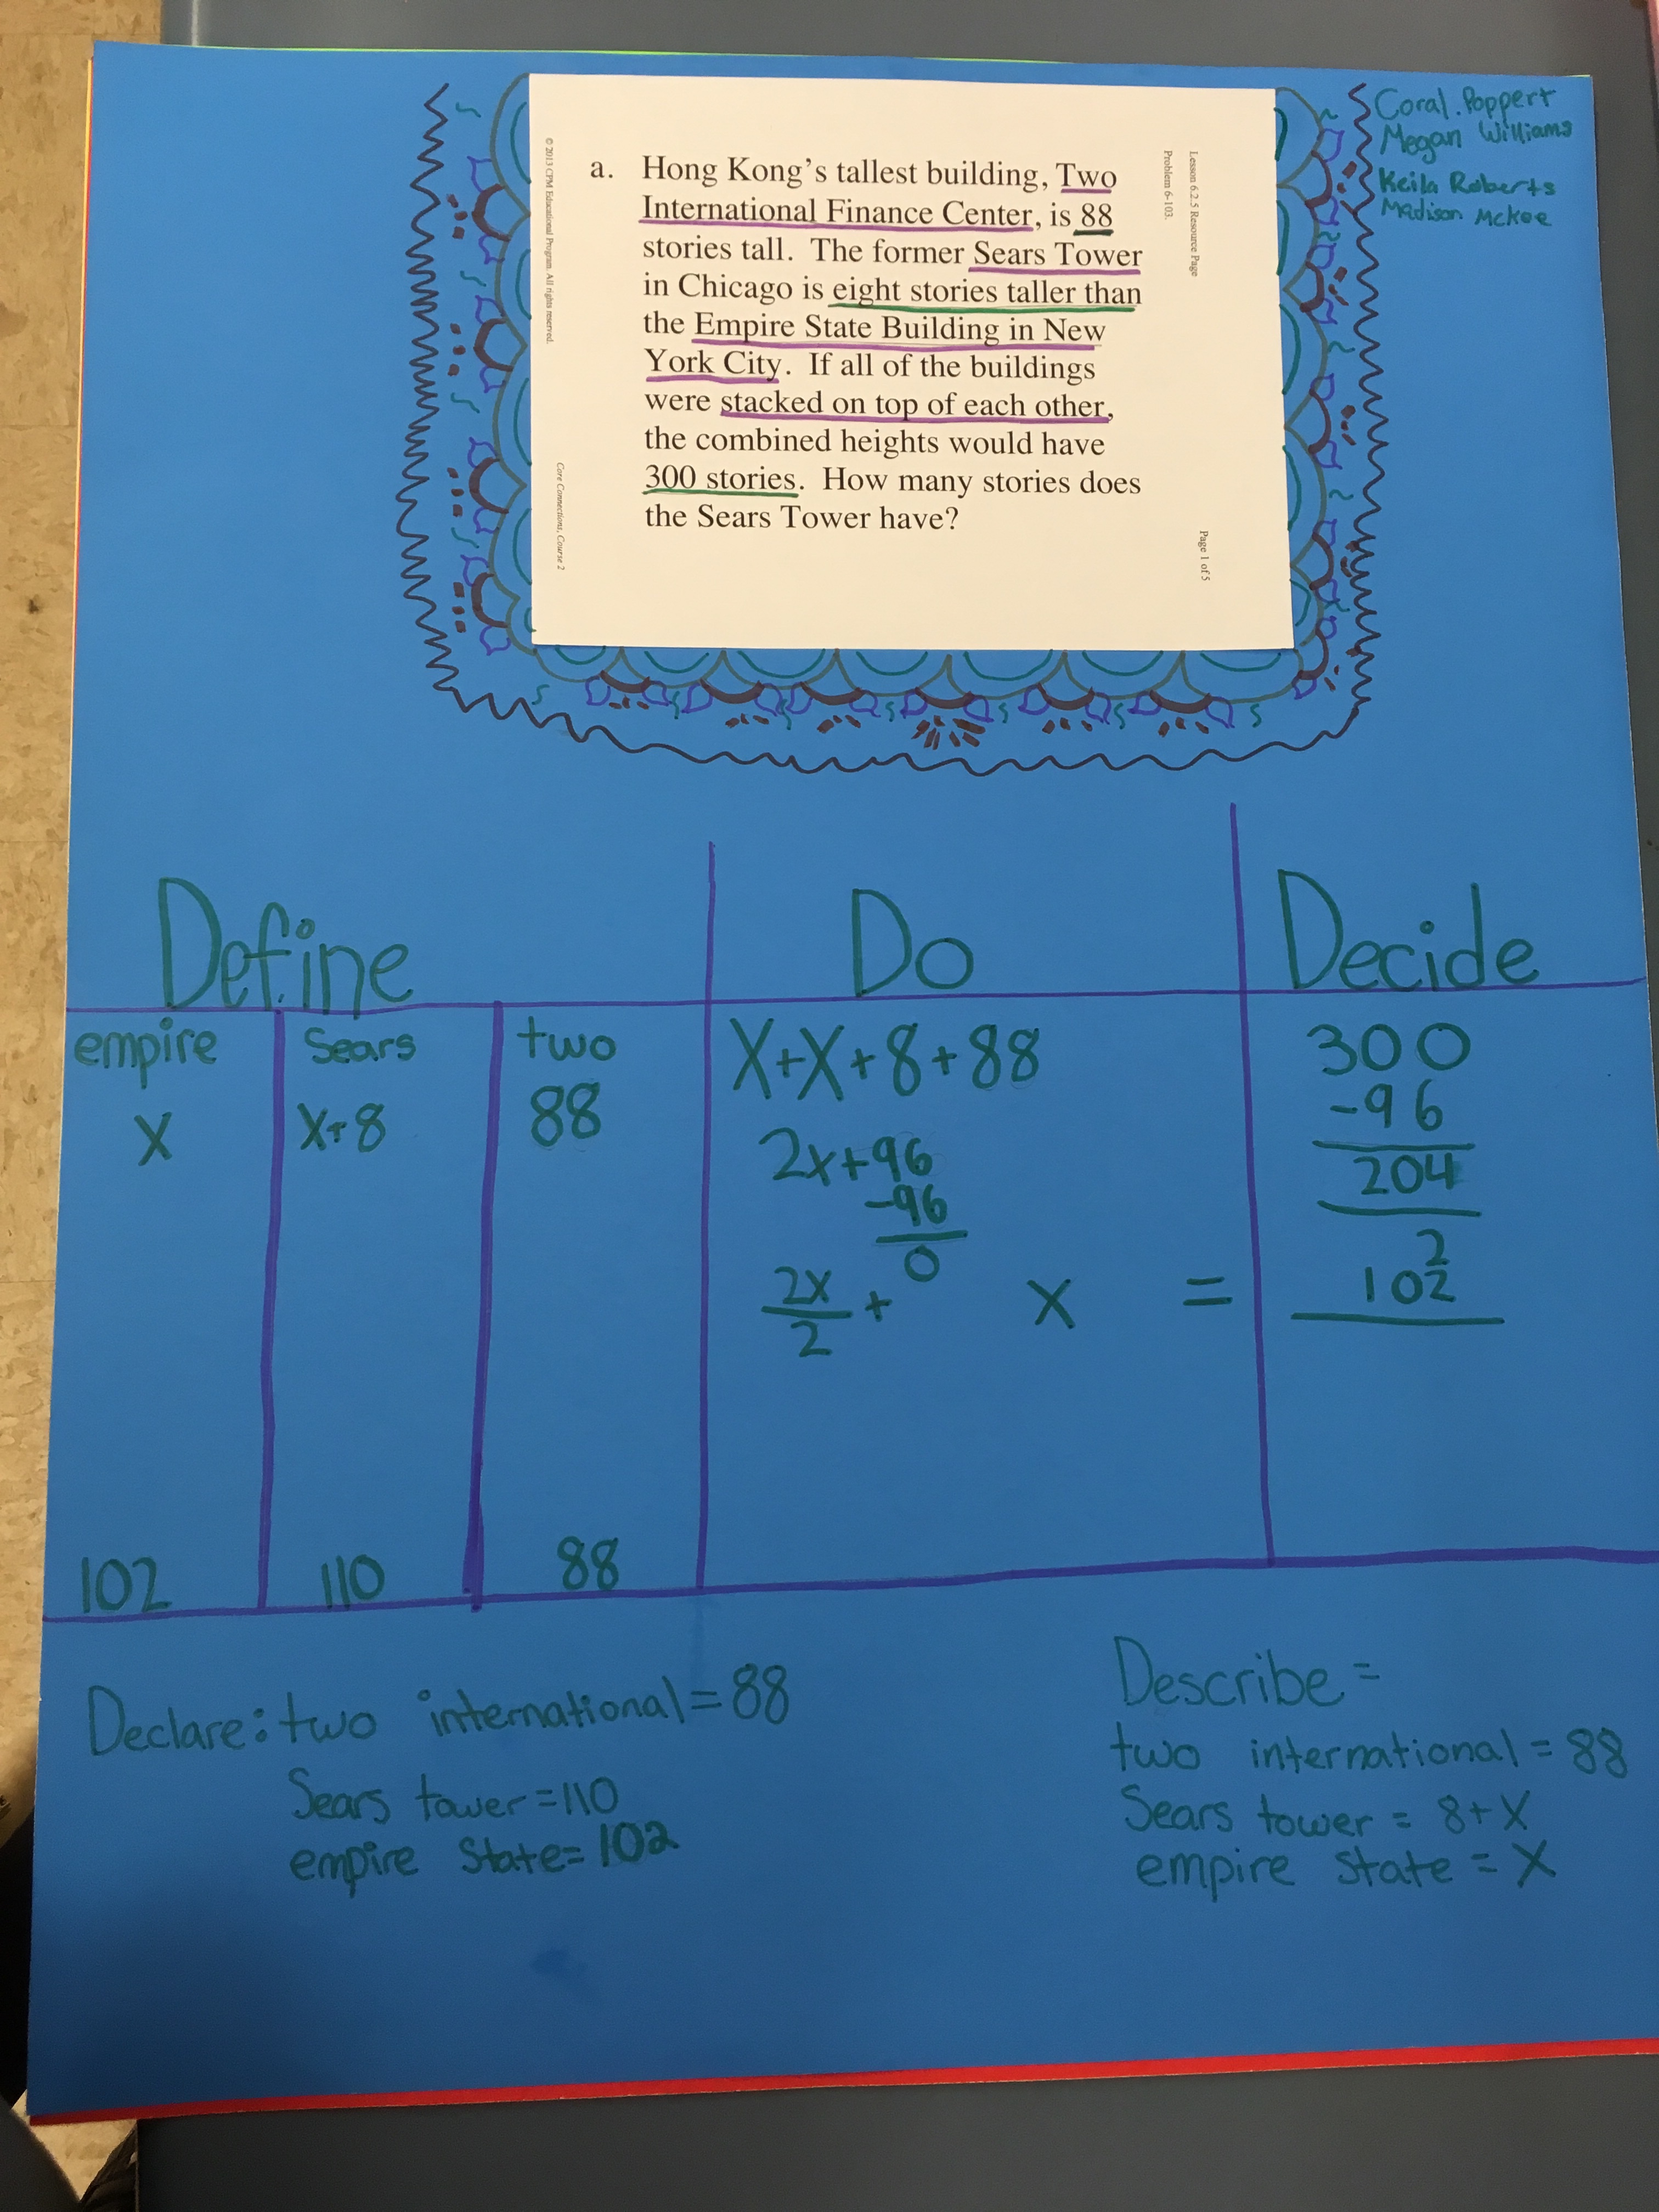 Coral. Poppert
Megan Williams
Keila Roberts
Madison McKee
Lesson 6.2.5 Resource Page
Problem 6-103.
Page 1 of 5
a. Hong Kong's tallest building, Two
International Finance Center, is 88
stories tall. The former Sears Tower
in Chicago is eight stories taller than
the Empire State Building in New
York City. If all of the buildings
were stacked on top of each other,
the combined heights would have
300 stories. How many stories does
the Sears Tower have?
© 2013 CPM Educational Program. All rights reserved.
Core Connections, Course 2
Define Do Decide
empire Sears two
X X+8 88
X+X+8+88
2x+96
-96
0
2X
2
+ X =
300
-96
204
2
102
102 110 88
Declare: two international=88
Sears tower=110
empire State=102
Describe=
two international=88
Sears tower = 8+X
empire state = X